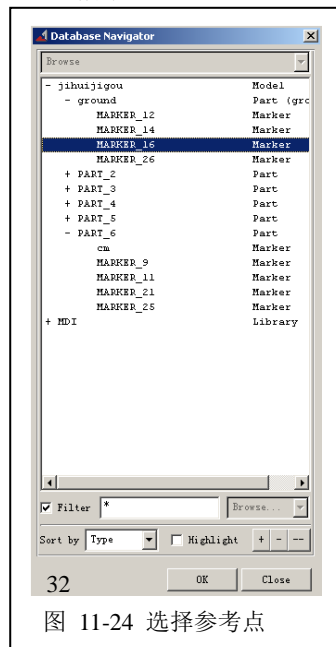 Database Navigator
Browse
- jihuijigou Model
- ground Part (grc
MARKER_12 Marker
MARKER_14 Marker
MARKER_16 Marker
MARKER_26 Marker
+ PART_2 Part
+ PART_3 Part
+ PART_4 Part
+ PART_5 Part
- PART_6 Part
cm Marker
MARKER_9 Marker
MARKER_11 Marker
MARKER_21 Marker
MARKER_25 Marker
+ MDI Library
Filter * Browse...
Sort by Type Highlight + - --
32 OK Close
图 11-24 选择参考点